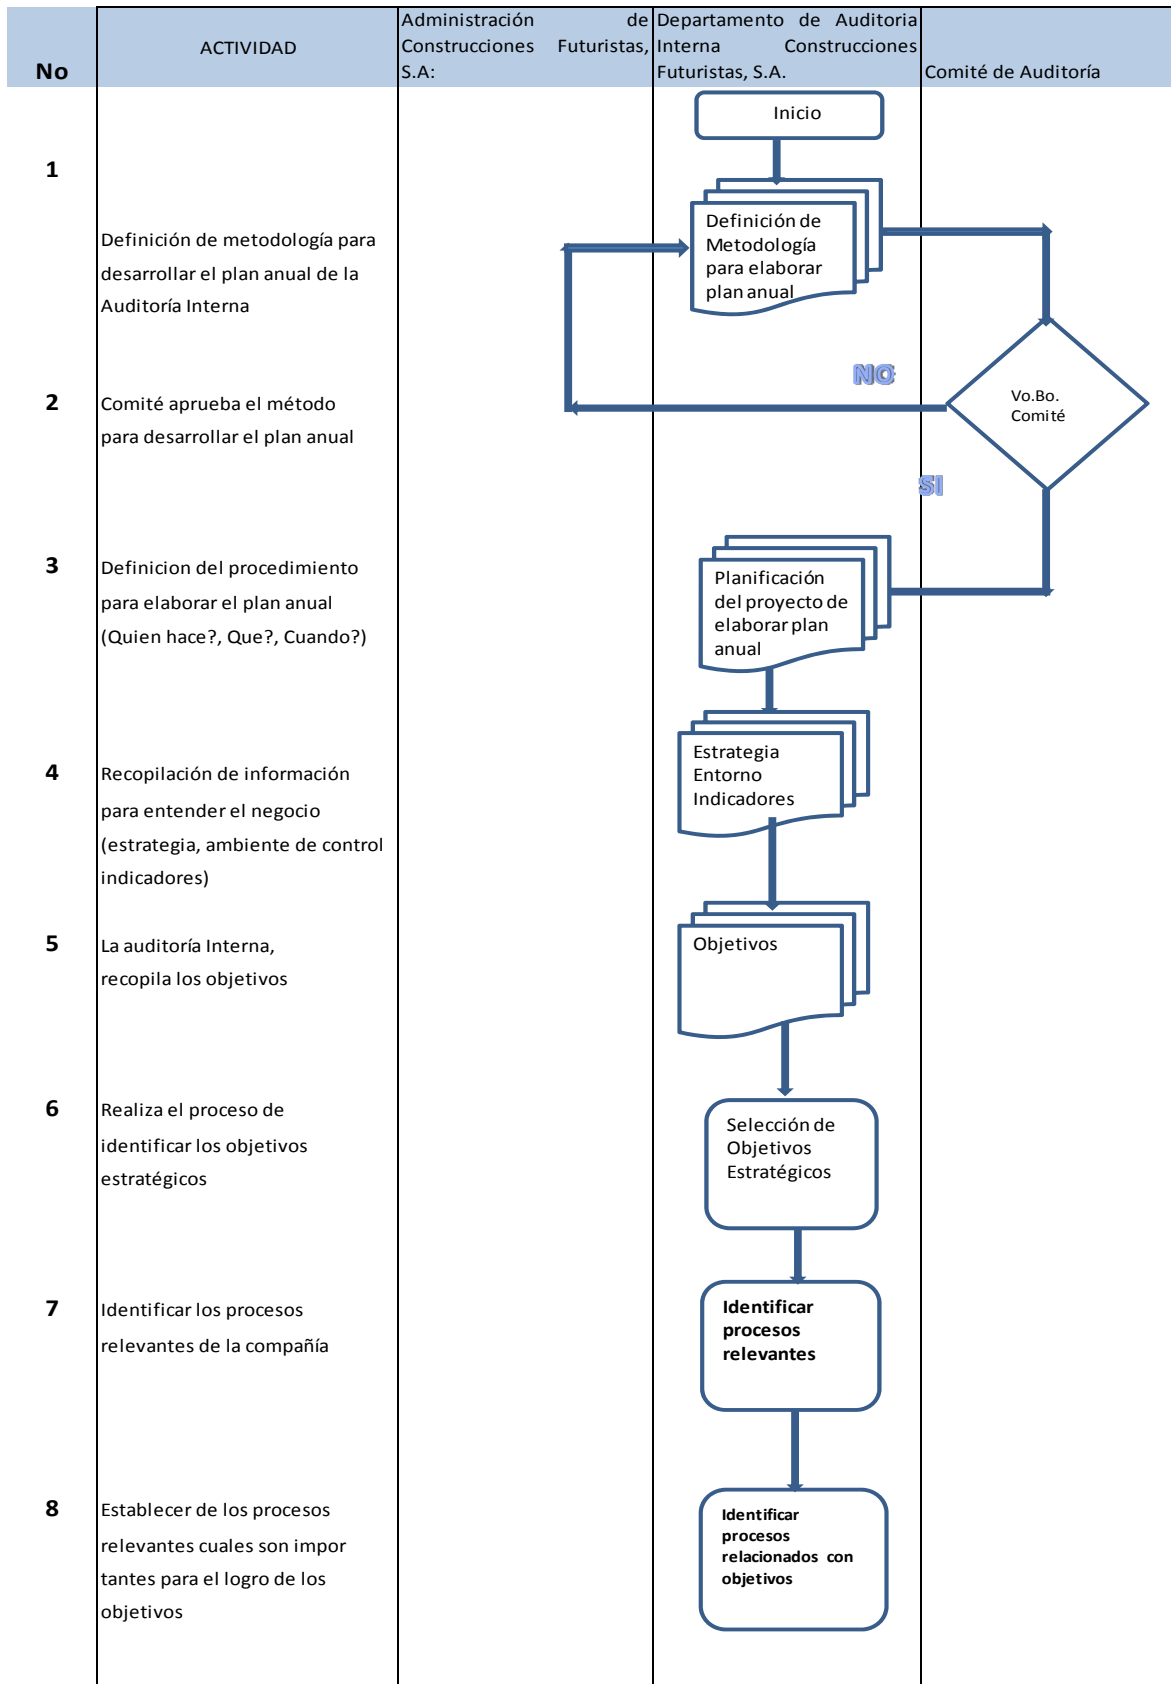 No
ACTIVIDAD
Administración de
Construcciones Futuristas,
S.A:
Departamento de Auditoria
Interna Construcciones
Futuristas, S.A.
Comité de Auditoría
Inicio
1
Definición de metodología para
desarrollar el plan anual de la
Auditoría Interna
Definición de
Metodología
para elaborar
plan anual
NO
2
Comité aprueba el método
para desarrollar el plan anual
Vo.Bo.
Comité
SI
3
Definicion del procedimiento
para elaborar el plan anual
(Quien hace?, Que?, Cuando?)
Planificación
del proyecto de
elaborar plan
anual
4
Recopilación de información
para entender el negocio
(estrategia, ambiente de control
indicadores)
Estrategia
Entorno
Indicadores
5
La auditoría Interna,
recopila los objetivos
Objetivos
6
Realiza el proceso de
identificar los objetivos
estratégicos
Selección de
Objetivos
Estratégicos
7
Identificar los procesos
relevantes de la compañía
Identificar
procesos
relevantes
8
Establecer de los procesos
relevantes cuales son impor
tantes para el logro de los
objetivos
Identificar
procesos
relacionados con
objetivos